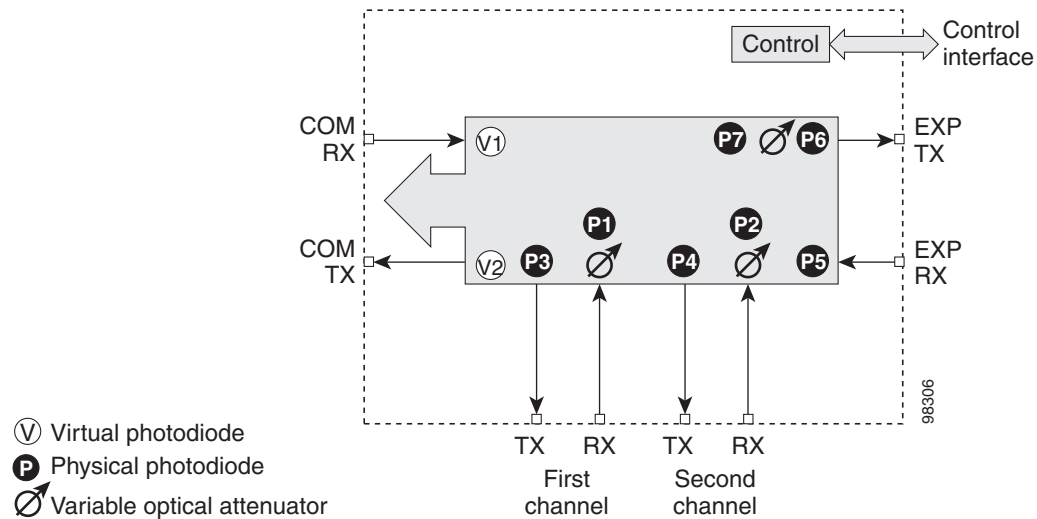 Control
Control
interface
COM
RX
V1
P7
P6
EXP
TX
P1
P2
COM
TX
V2
P3
P4
P5
EXP
RX
98306
TX
RX
TX
RX
First
channel
Second
channel
V Virtual photodiode
P Physical photodiode
Variable optical attenuator